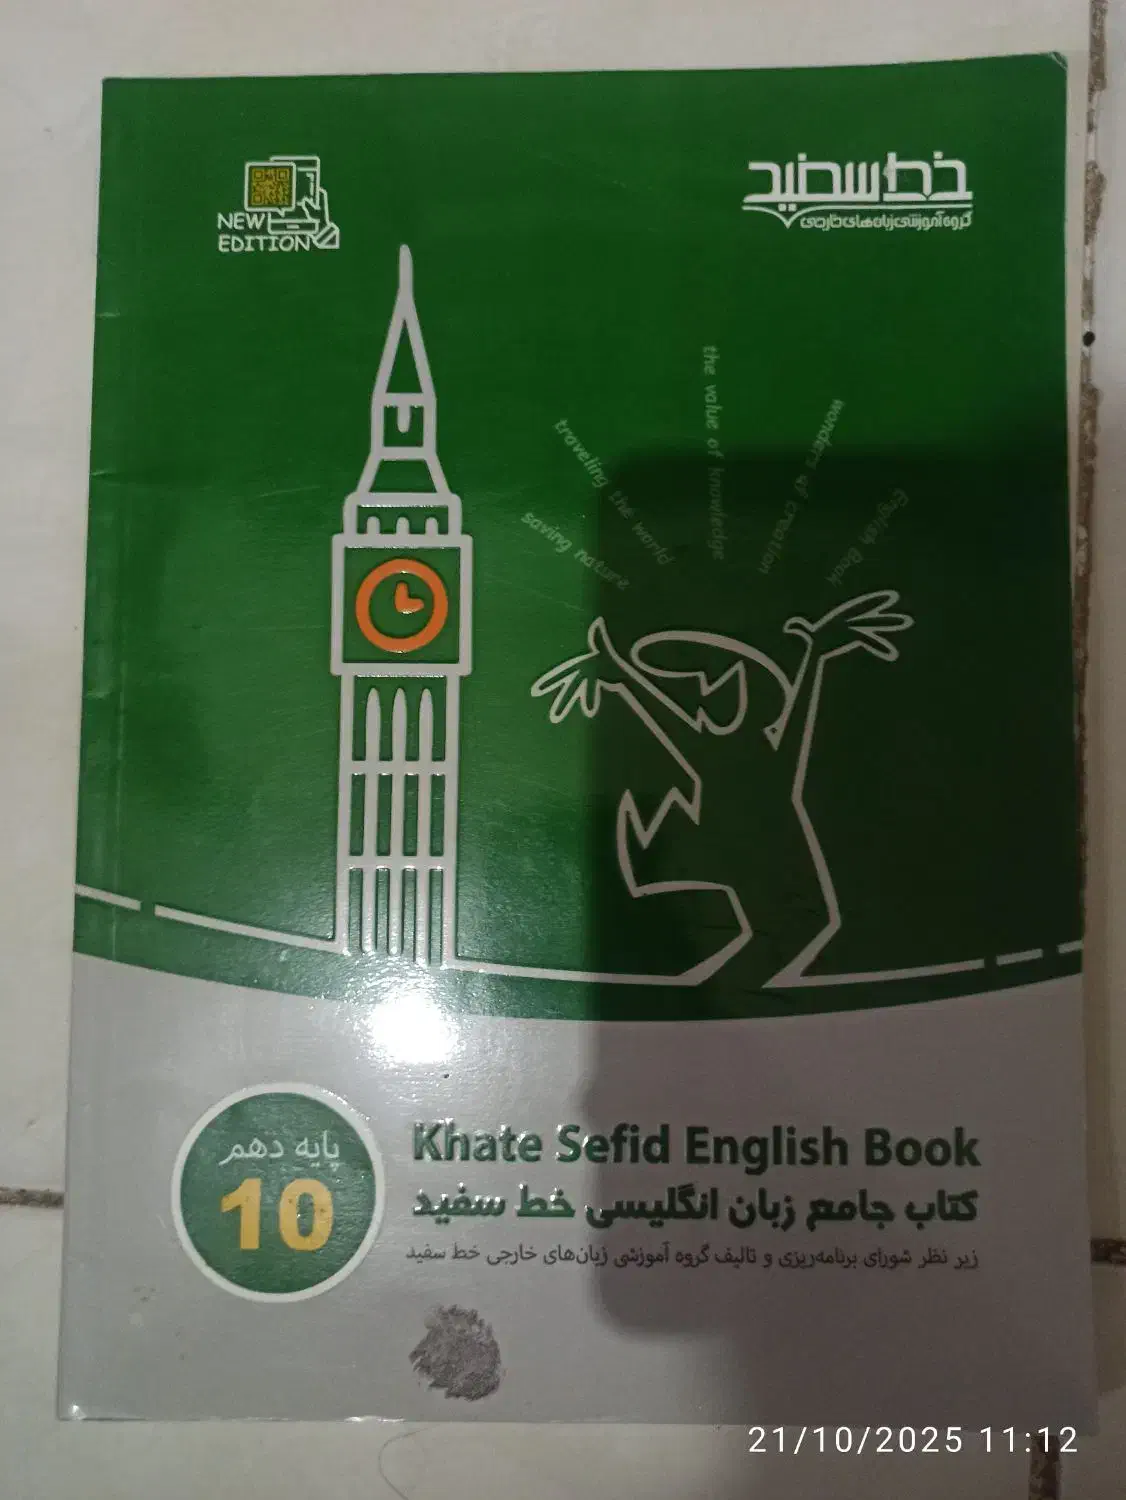 NEW
EDITION
خط سفید
گروه آموزشی زبان‌های خارجی
the value of knowledge
wonders of creation
traveling the world
English Book
saving nature
پایه دهم
10
Khate Sefid English Book
کتاب جامع زبان انگلیسی خط سفید
زیر نظر شورای برنامه‌ریزی و تالیف گروه آموزشی زبان‌های خارجی خط سفید
21/10/2025 11:12